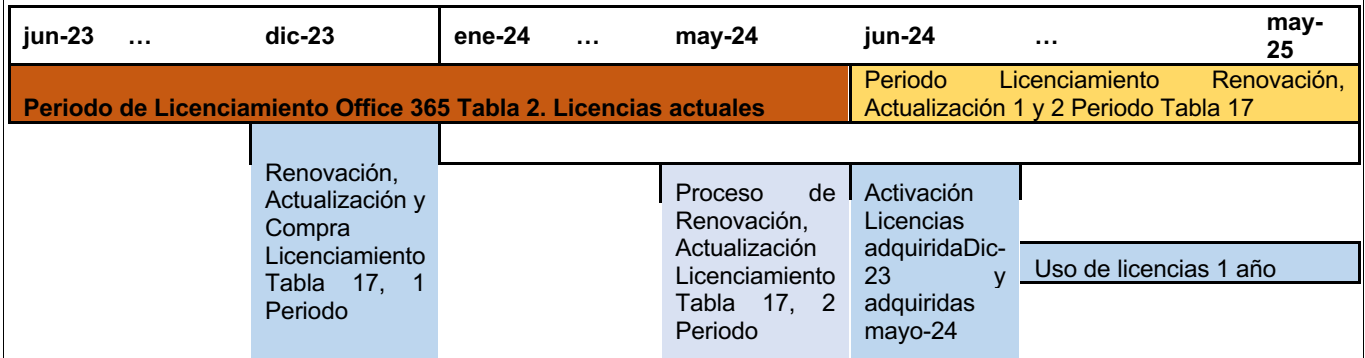 jun-23 … dic-23 ene-24 … may-24 jun-24 … may-
25
Periodo de Licenciamiento Office 365 Tabla 2. Licencias actuales
Periodo Licenciamiento Renovación,
Actualización 1 y 2 Periodo Tabla 17
Renovación,
Actualización y
Compra
Licenciamiento
Tabla 17, 1
Periodo
Proceso de
Renovación,
Actualización
Licenciamiento
Tabla 17, 2
Periodo
Activación
Licencias
adquiridaDic-
23 y
adquiridas
mayo-24
Uso de licencias 1 año